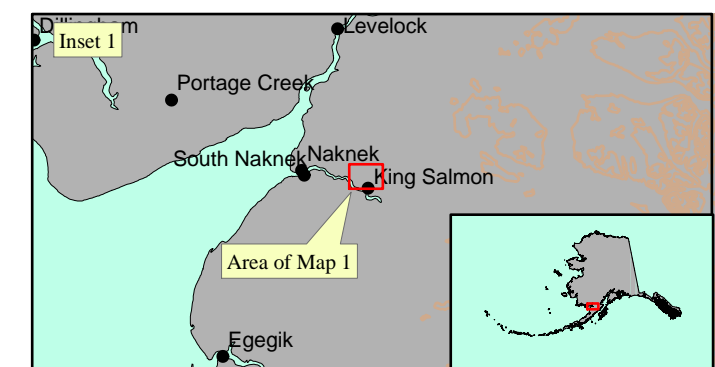 Dillingham
Levelock
Inset 1
Portage Creek
South Naknek
Naknek
King Salmon
Area of Map 1
Egegik